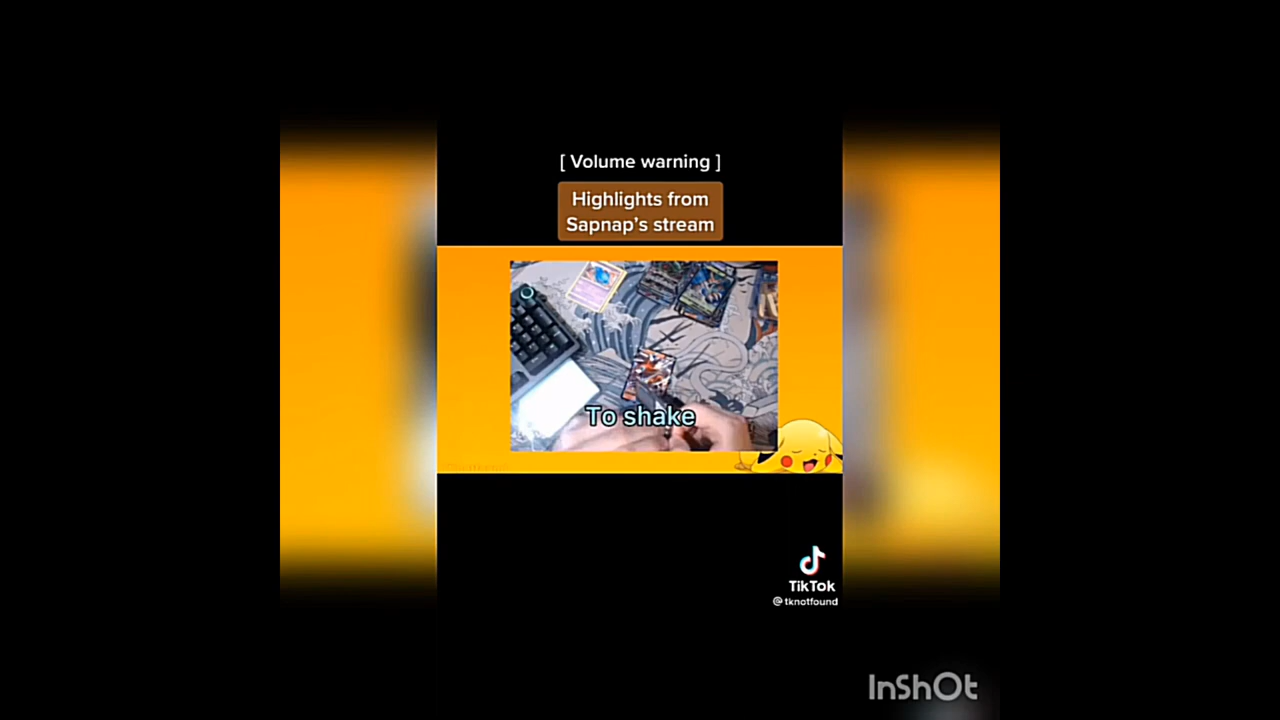 [ Volume warning ]
Highlights from
Sapnap's stream
To shake
TikTok
@tknotfound
InShOt